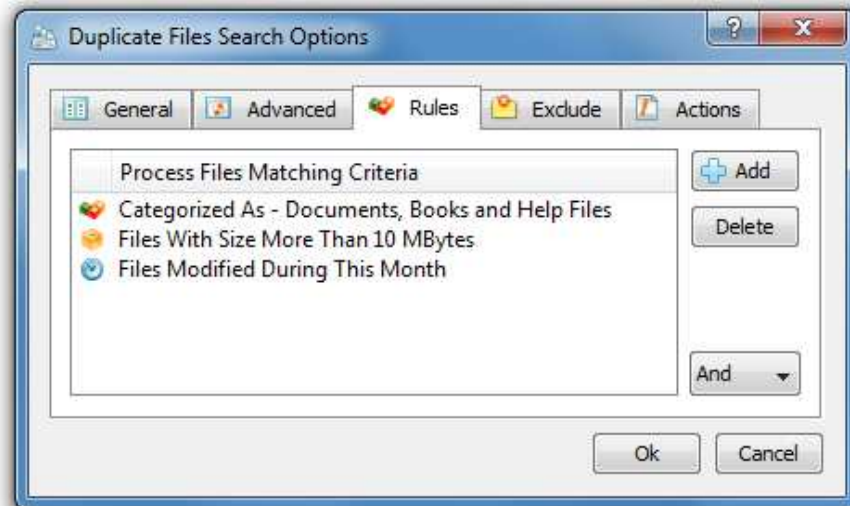 Duplicate Files Search Options
General Advanced Rules Exclude Actions
Process Files Matching Criteria
Add
Categorized As - Documents, Books and Help Files
Delete
Files With Size More Than 10 MBytes
Files Modified During This Month
And
Ok Cancel